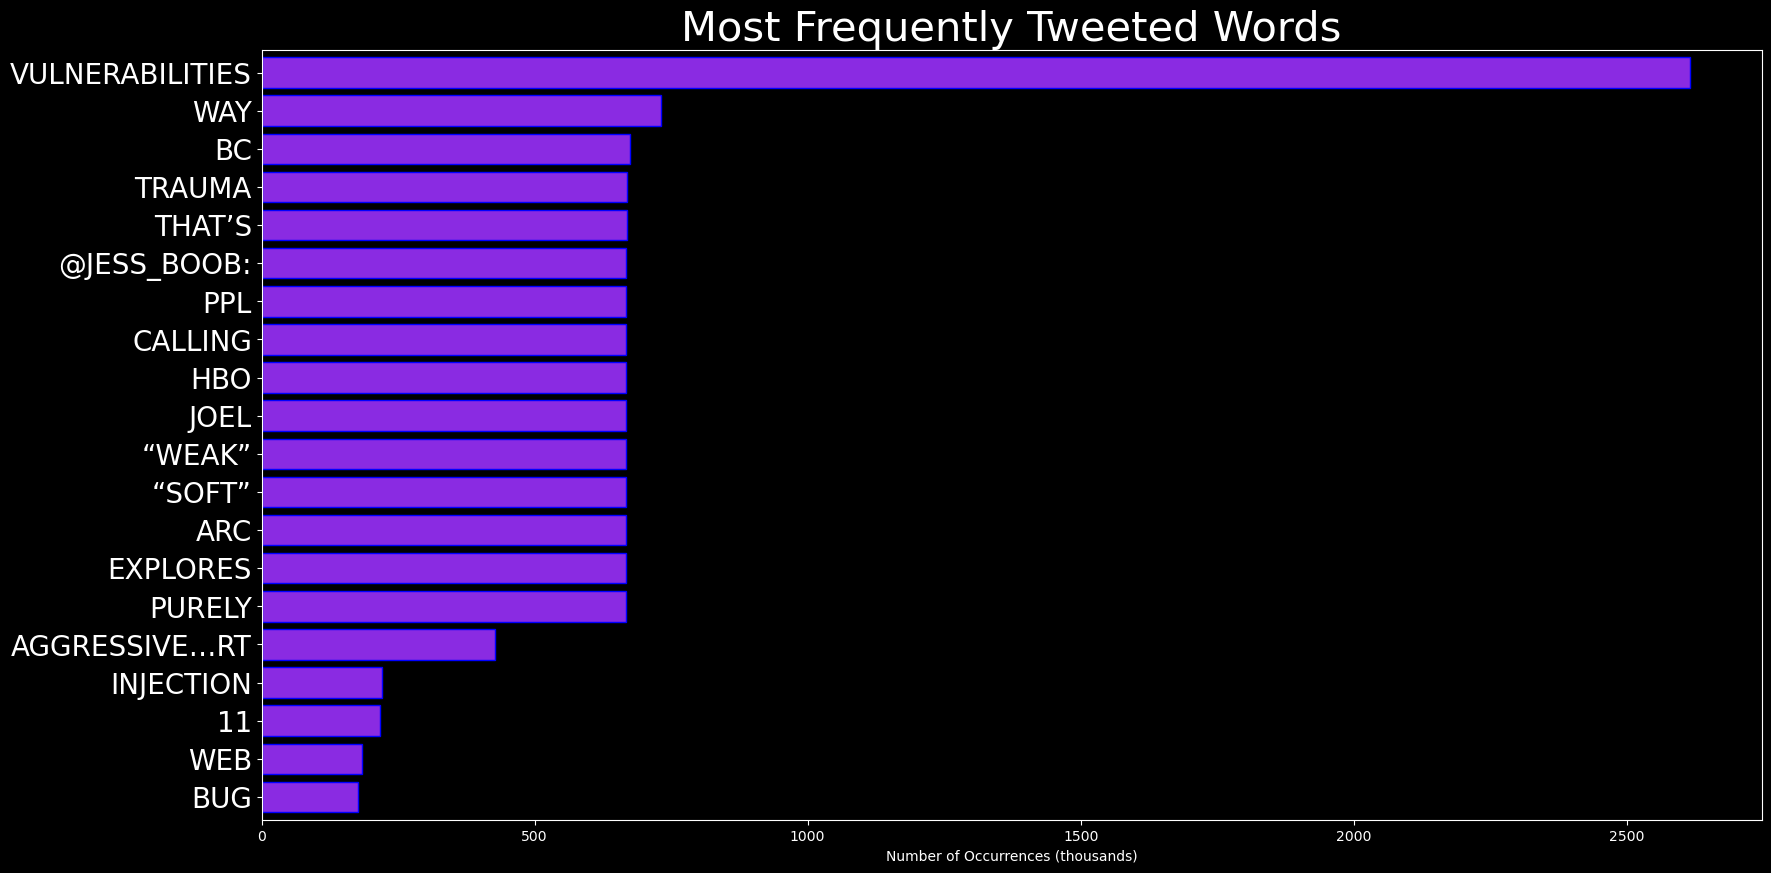 Most Frequently Tweeted Words
VULNERABILITIES
WAY
BC
TRAUMA
THAT’S
@JESS_BOOB:
PPL
CALLING
HBO
JOEL
“WEAK”
“SOFT”
ARC
EXPLORES
PURELY
AGGRESSIVE…RT
INJECTION
11
WEB
BUG
0 500 1000 1500 2000 2500
Number of Occurrences (thousands)